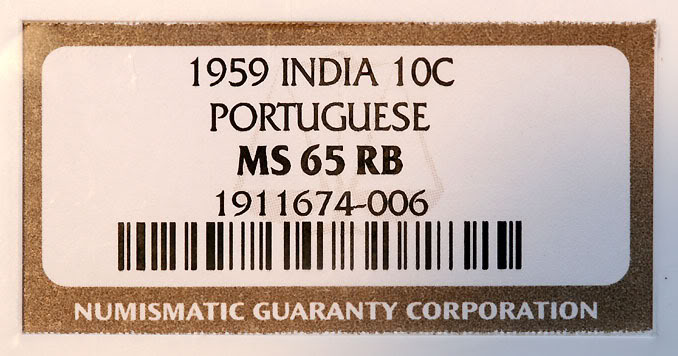 1959 INDIA 10C
PORTUGUESE
MS 65 RB
1911674-006
NUMISMATIC GUARANTY CORPORATION